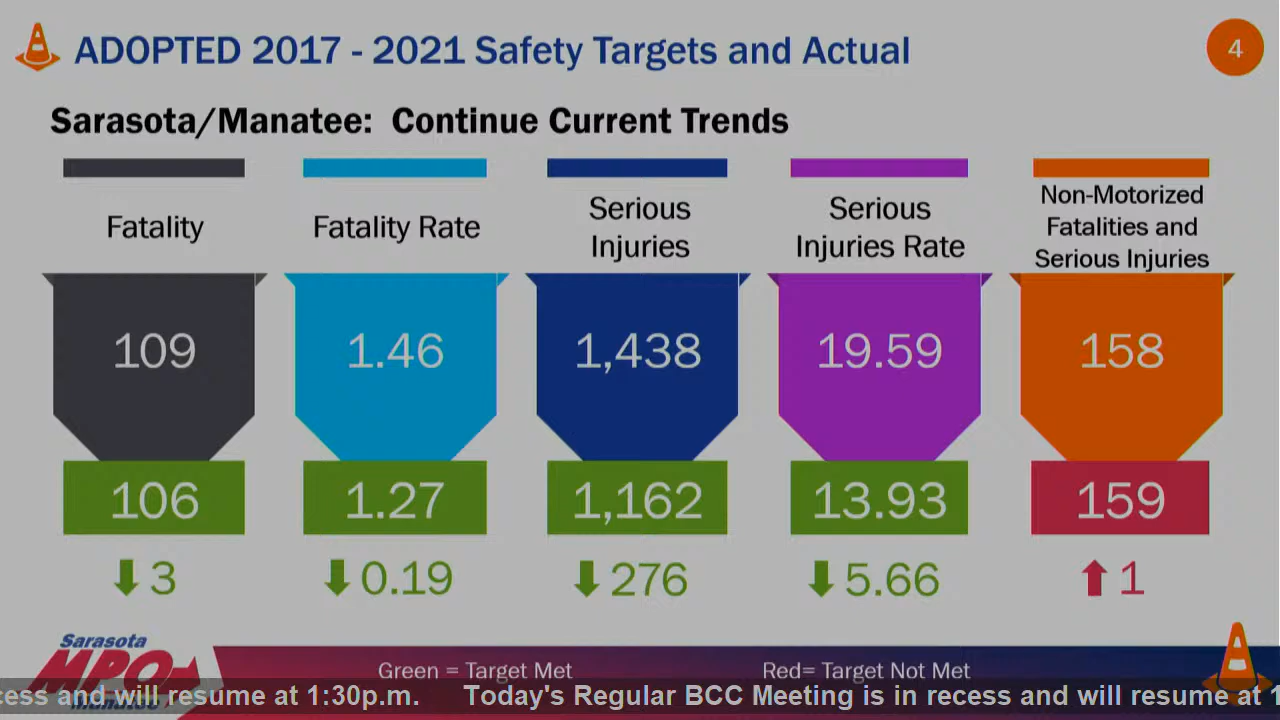 ADOPTED 2017 - 2021 Safety Targets and Actual
4
Sarasota/Manatee: Continue Current Trends
Fatality
Fatality Rate
Serious
Injuries
Serious
Injuries Rate
Non-Motorized
Fatalities and
Serious Injuries
109
1.46
1,438
19.59
158
106
1.27
1,162
13.93
159
3
0.19
276
5.66
1
Sarasota
MPO
Manatee
Green = Target Met
Red= Target Not Met
cess and will resume at 1:30p.m. Today's Regular BCC Meeting is in recess and will resume at 1